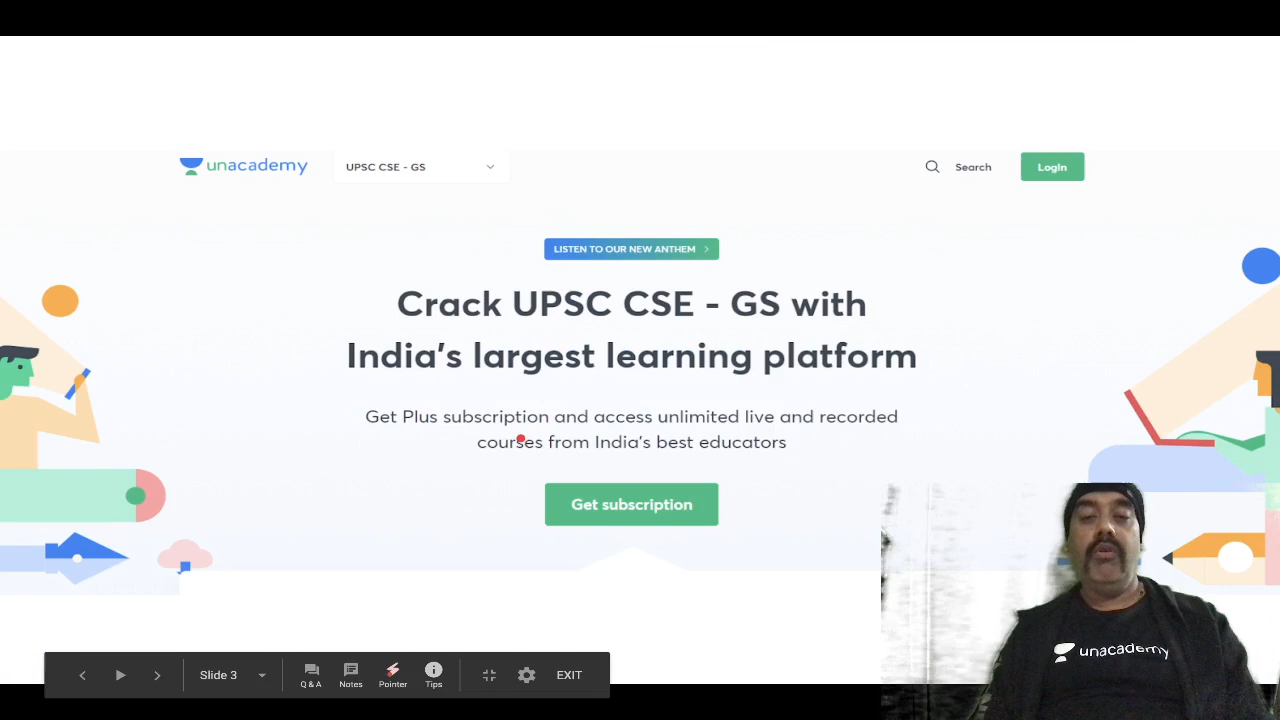 unacademy
UPSC CSE - GS
Search
Login
LISTEN TO OUR NEW ANTHEM
Crack UPSC CSE - GS with
India's largest learning platform
Get Plus subscription and access unlimited live and recorded
courses from India's best educators
Get subscription
unacademy
Slide 3
Q & A
Notes
Pointer
Tips
EXIT